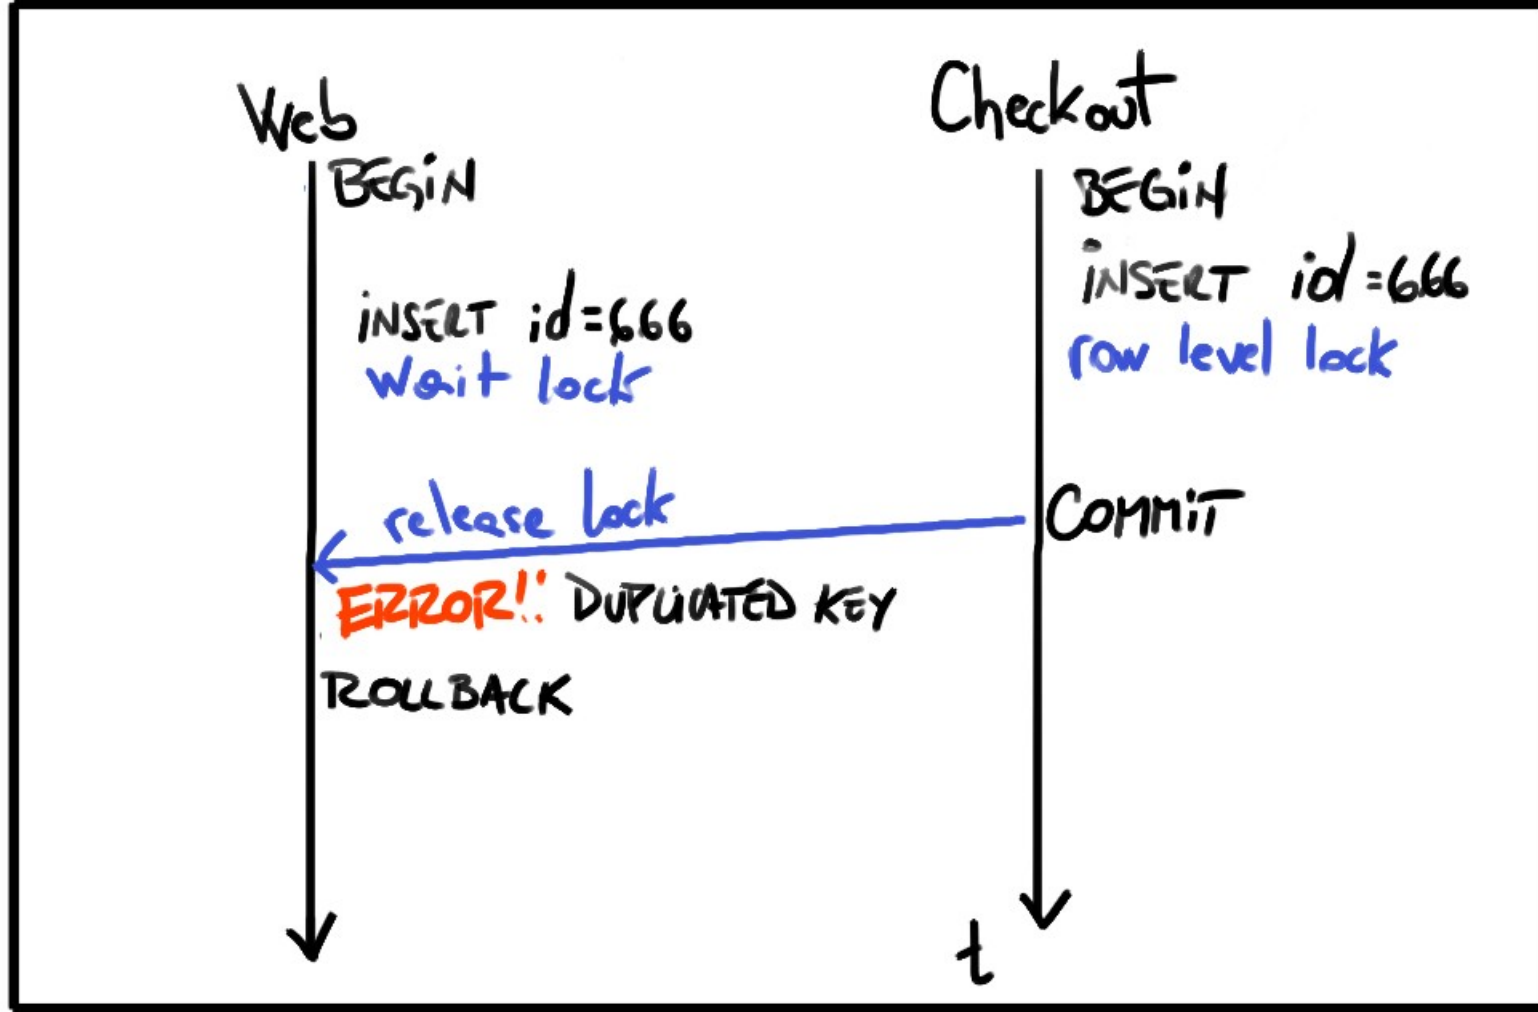 Web
BEGIN
INSERT id=666
Wait lock
release lock
ERROR!! DUPLICATED KEY
ROLLBACK
Checkout
BEGIN
INSERT id=666
row level lock
COMMIT
t